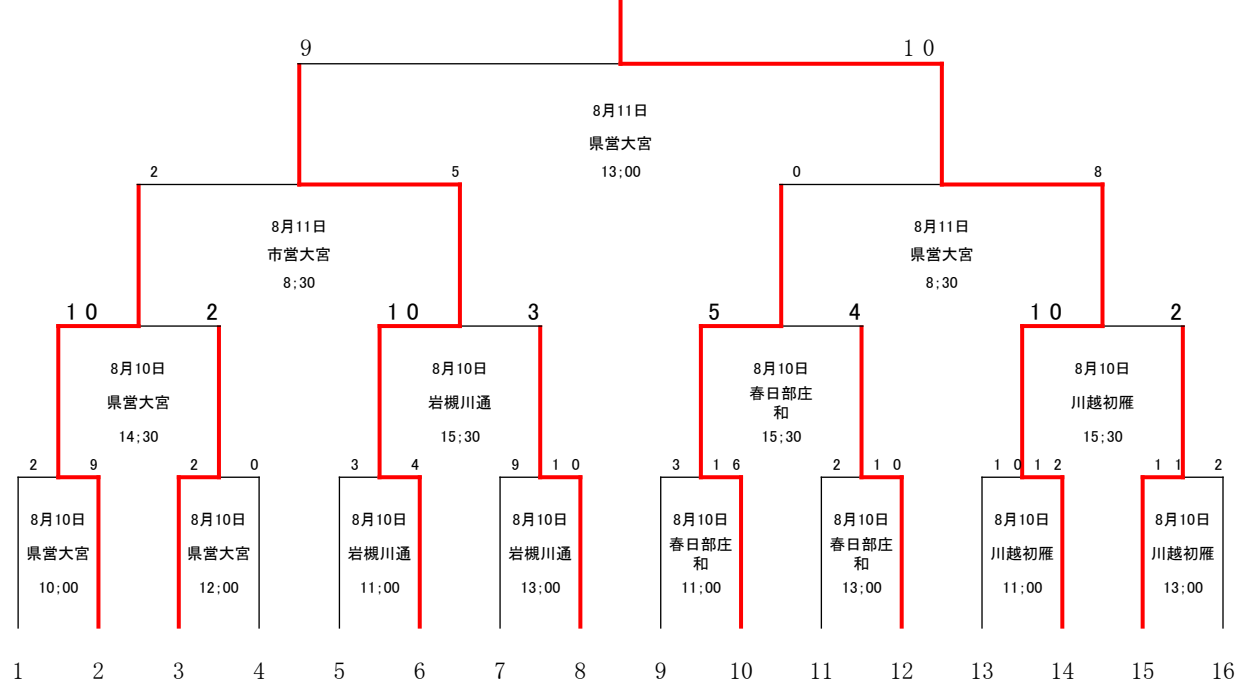 9 10
8月11日
県営大宮
13;00
2 5 0 8
8月11日 8月11日
市営大宮 県営大宮
8;30 8;30
10 2 10 3 5 4 10 2
8月10日 8月10日 8月10日 8月10日
県営大宮 岩槻川通 春日部庄 川越初雁
和
14;30 15;30 15;30 15;30
2 9 2 0 3 4 9 10 3 16 2 10 10 12 11 2
8月10日 8月10日 8月10日 8月10日 8月10日 8月10日 8月10日 8月10日
県営大宮 県営大宮 岩槻川通 岩槻川通 春日部庄 春日部庄 川越初雁 川越初雁
和 和
10;00 12;00 11;00 13;00 11;00 13;00 11;00 13;00
1 2 3 4 5 6 7 8 9 10 11 12 13 14 15 16